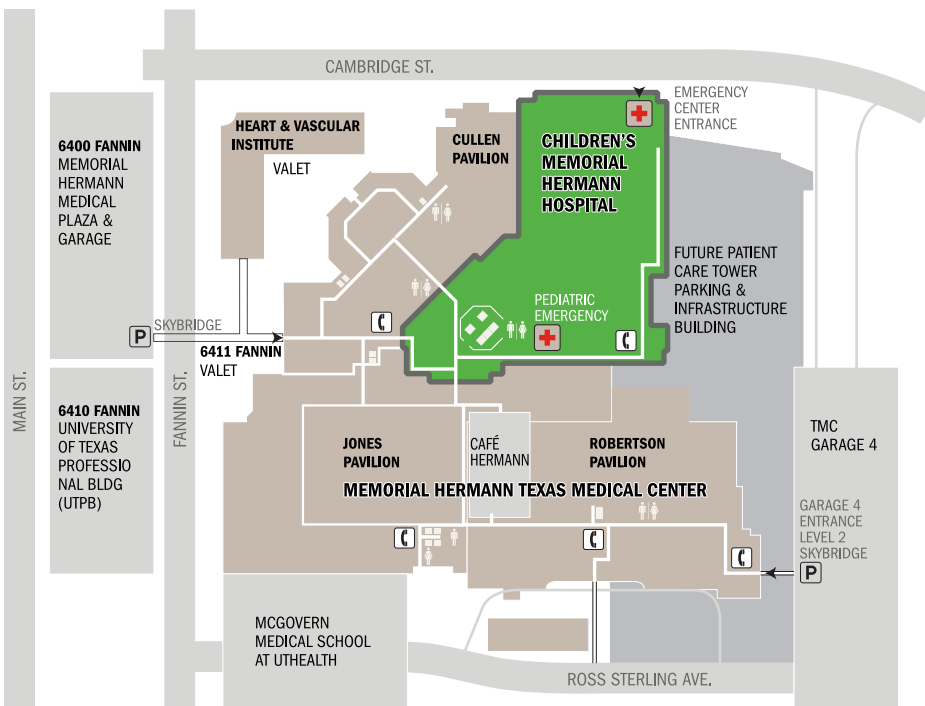 CAMBRIDGE ST.
EMERGENCY
CENTER
ENTRANCE
HEART & VASCULAR
INSTITUTE
VALET
CULLEN
PAVILION
CHILDREN'S
MEMORIAL
HERMANN
HOSPITAL
6400 FANNIN
MEMORIAL
HERMANN
MEDICAL
PLAZA &
GARAGE
FUTURE PATIENT
CARE TOWER
PARKING &
INFRASTRUCTURE
BUILDING
PEDIATRIC
EMERGENCY
P
SKYBRIDGE
6411 FANNIN
VALET
MAIN ST.
FANNIN ST.
6410 FANNIN
UNIVERSITY
OF TEXAS
PROFESSIO
NAL BLDG
(UTPB)
JONES
PAVILION
CAFÉ
HERMANN
ROBERTSON
PAVILION
MEMORIAL HERMANN TEXAS MEDICAL CENTER
TMC
GARAGE 4
GARAGE 4
ENTRANCE
LEVEL 2
SKYBRIDGE
P
MCGOVERN
MEDICAL SCHOOL
AT UTHEALTH
ROSS STERLING AVE.